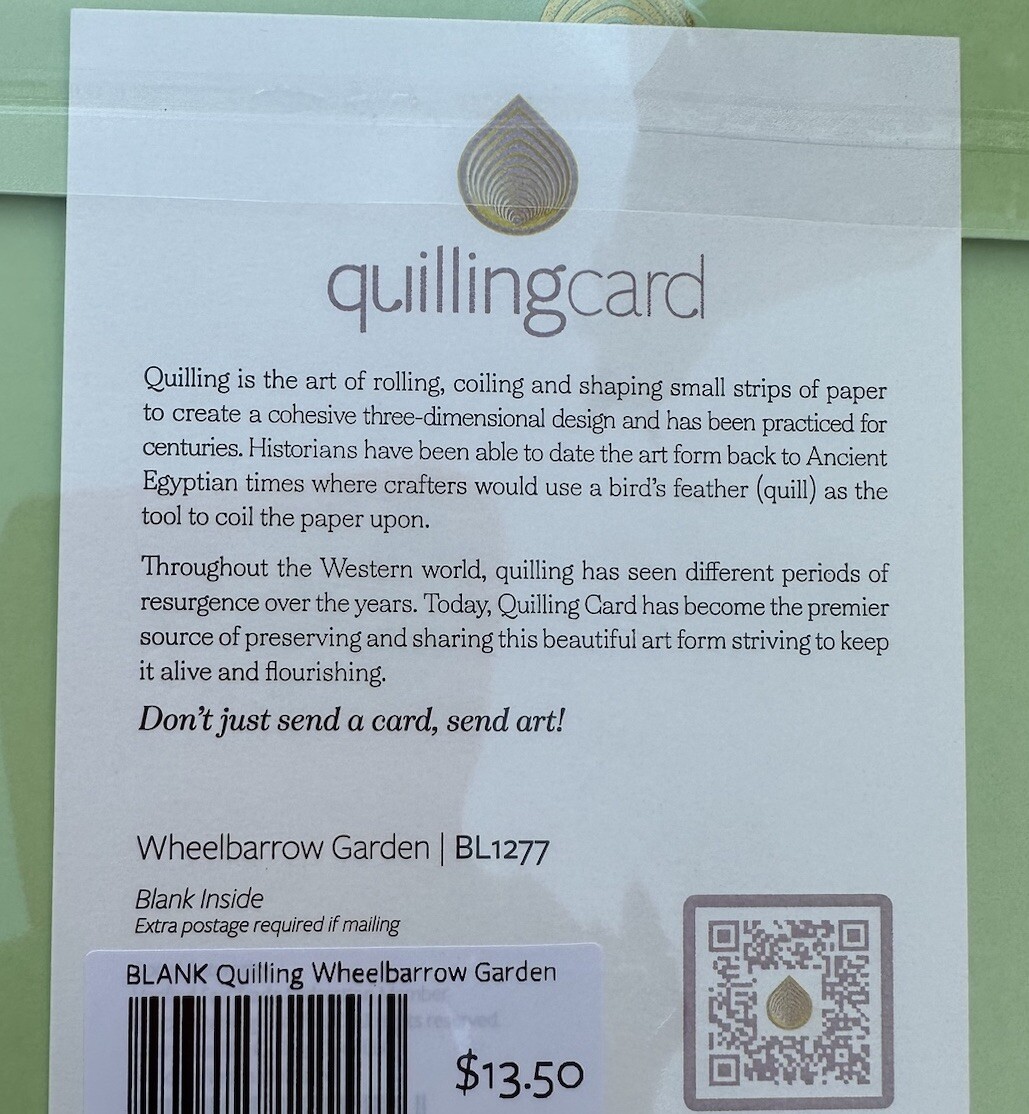 quillingcard
Quilling is the art of rolling, coiling and shaping small strips of paper
to create a cohesive three-dimensional design and has been practiced for
centuries. Historians have been able to date the art form back to Ancient
Egyptian times where crafters would use a bird's feather (quill) as the
tool to coil the paper upon.
Throughout the Western world, quilling has seen different periods of
resurgence over the years. Today, Quilling Card has become the premier
source of preserving and sharing this beautiful art form striving to keep
it alive and flourishing.
Don't just send a card, send art!
Wheelbarrow Garden | BL1277
Blank Inside
Extra postage required if mailing
BLANK Quilling Wheelbarrow Garden
$13.50